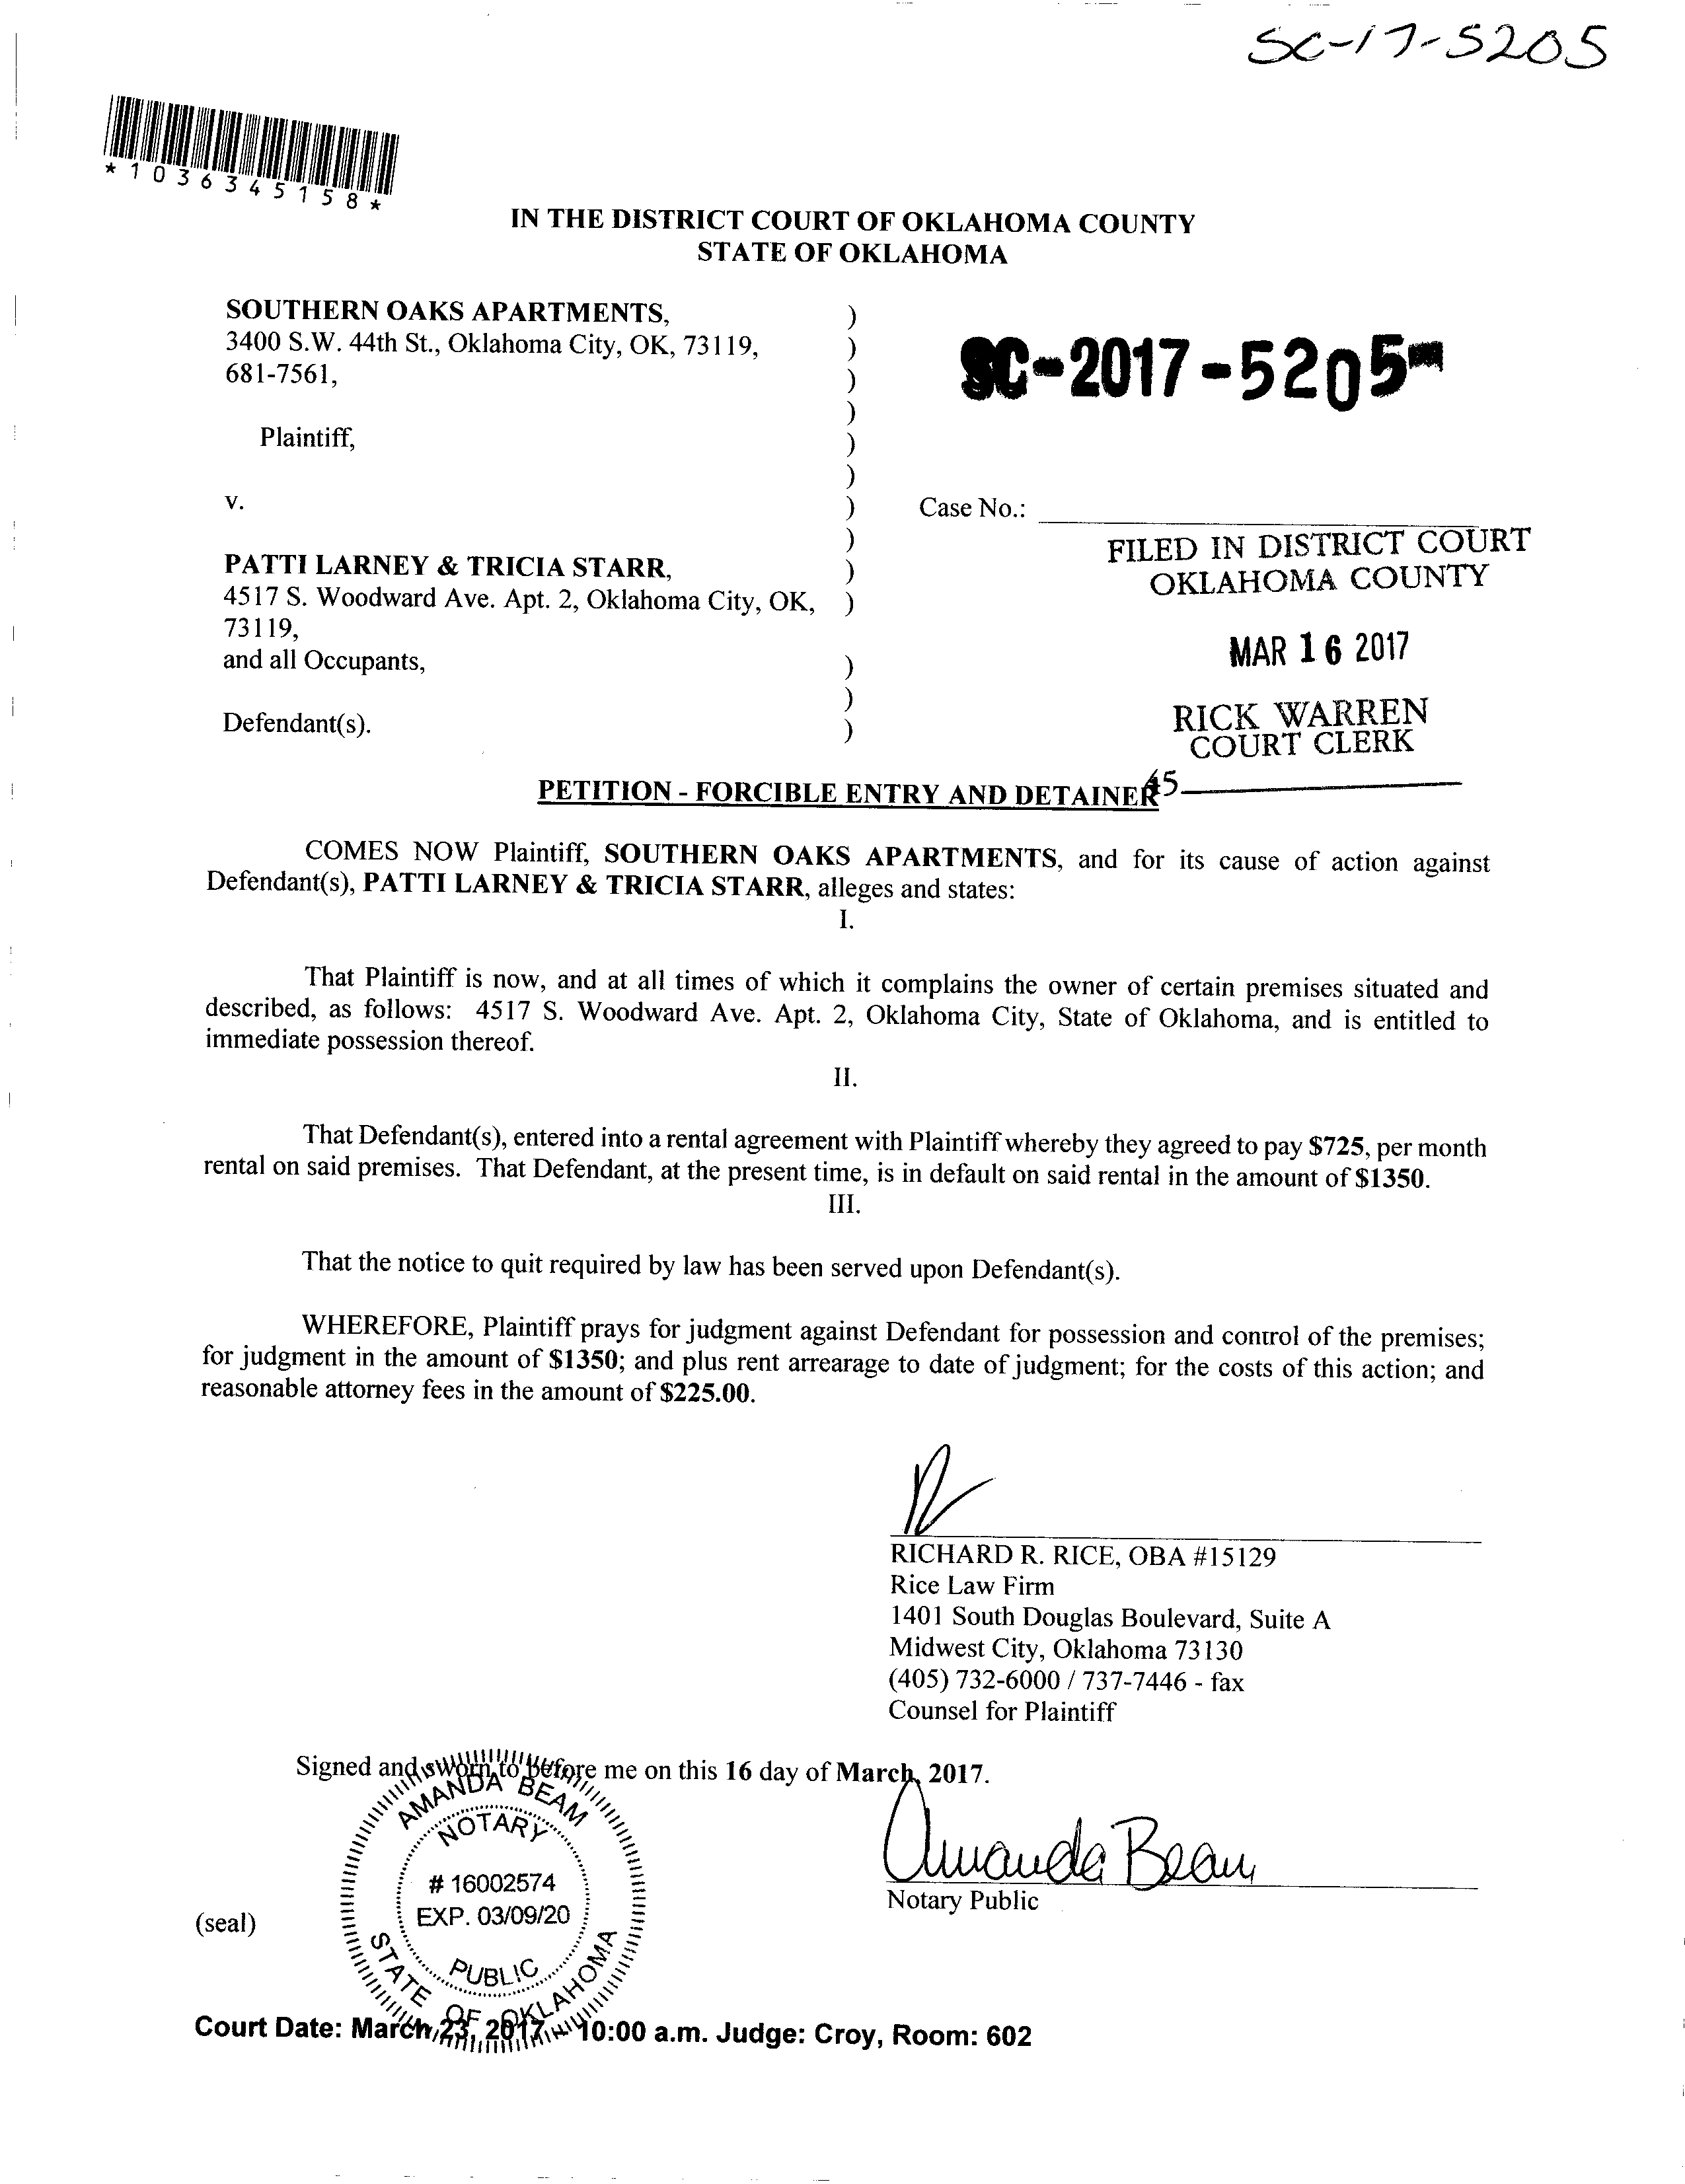 SC-17-5205
*1036345158*
IN THE DISTRICT COURT OF OKLAHOMA COUNTY
STATE OF OKLAHOMA
SOUTHERN OAKS APARTMENTS, )
3400 S.W. 44th St., Oklahoma City, OK, 73119, )
681-7561, )
)
Plaintiff, )
)
v. )
)
PATTI LARNEY & TRICIA STARR, )
4517 S. Woodward Ave. Apt. 2, Oklahoma City, OK, )
73119,
and all Occupants, )
)
Defendant(s). )
SC-2017-5205
Case No.:
FILED IN DISTRICT COURT
OKLAHOMA COUNTY
MAR 16 2017
RICK WARREN
COURT CLERK
45
PETITION - FORCIBLE ENTRY AND DETAINER
COMES NOW Plaintiff, SOUTHERN OAKS APARTMENTS, and for its cause of action against
Defendant(s), PATTI LARNEY & TRICIA STARR, alleges and states:
I.
That Plaintiff is now, and at all times of which it complains the owner of certain premises situated and
described, as follows: 4517 S. Woodward Ave. Apt. 2, Oklahoma City, State of Oklahoma, and is entitled to
immediate possession thereof.
II.
That Defendant(s), entered into a rental agreement with Plaintiff whereby they agreed to pay $725, per month
rental on said premises. That Defendant, at the present time, is in default on said rental in the amount of $1350.
III.
That the notice to quit required by law has been served upon Defendant(s).
WHEREFORE, Plaintiff prays for judgment against Defendant for possession and control of the premises;
for judgment in the amount of $1350; and plus rent arrearage to date of judgment; for the costs of this action; and
reasonable attorney fees in the amount of $225.00.
RICHARD R. RICE, OBA #15129
Rice Law Firm
1401 South Douglas Boulevard, Suite A
Midwest City, Oklahoma 73130
(405) 732-6000 / 737-7446 - fax
Counsel for Plaintiff
Signed and sworn to before me on this 16 day of March, 2017.
AMANDA BEAM
NOTARY
# 16002574
EXP. 03/09/20
PUBLIC
STATE OF OKLAHOMA
Amanda Beam
Notary Public
(seal)
Court Date: March 23, 2017 - 10:00 a.m. Judge: Croy, Room: 602